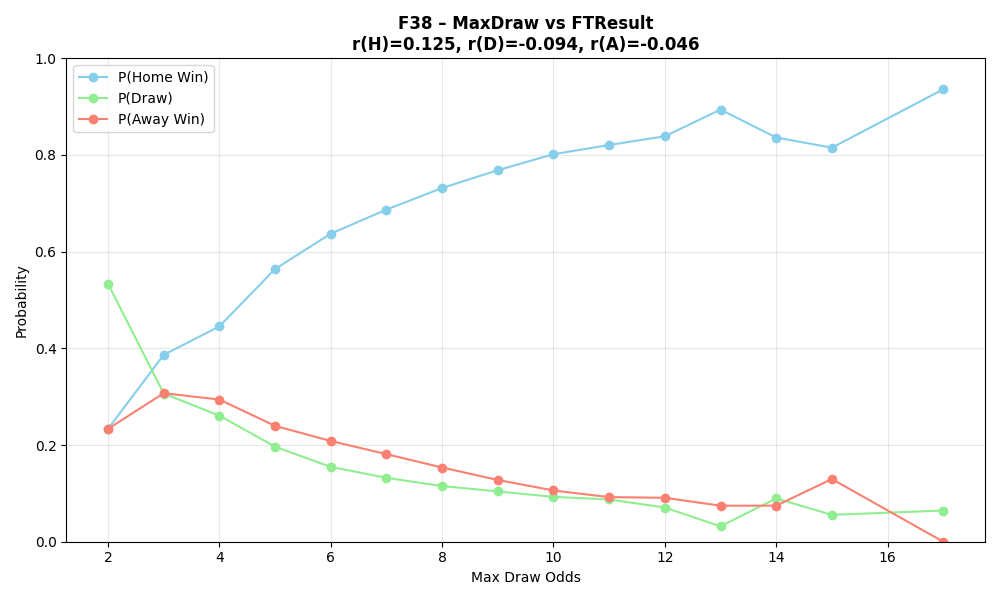 F38 – MaxDraw vs FTResult
r(H)=0.125, r(D)=-0.094, r(A)=-0.046
P(Home Win)
P(Draw)
P(Away Win)
Probability
1.0
0.8
0.6
0.4
0.2
0.0
2 4 6 8 10 12 14 16
Max Draw Odds